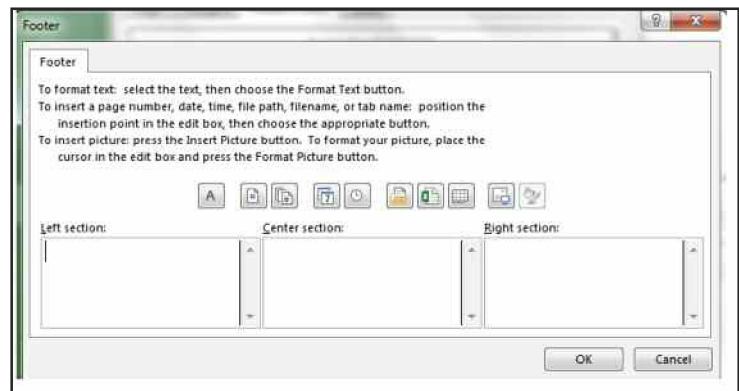 Footer
Footer
To format text: select the text, then choose the Format Text button.
To insert a page number, date, time, file path, filename, or tab name: position the
insertion point in the edit box, then choose the appropriate button.
To insert picture: press the Insert Picture button. To format your picture, place the
cursor in the edit box and press the Format Picture button.
A
Left section: Center section: Right section:
OK Cancel